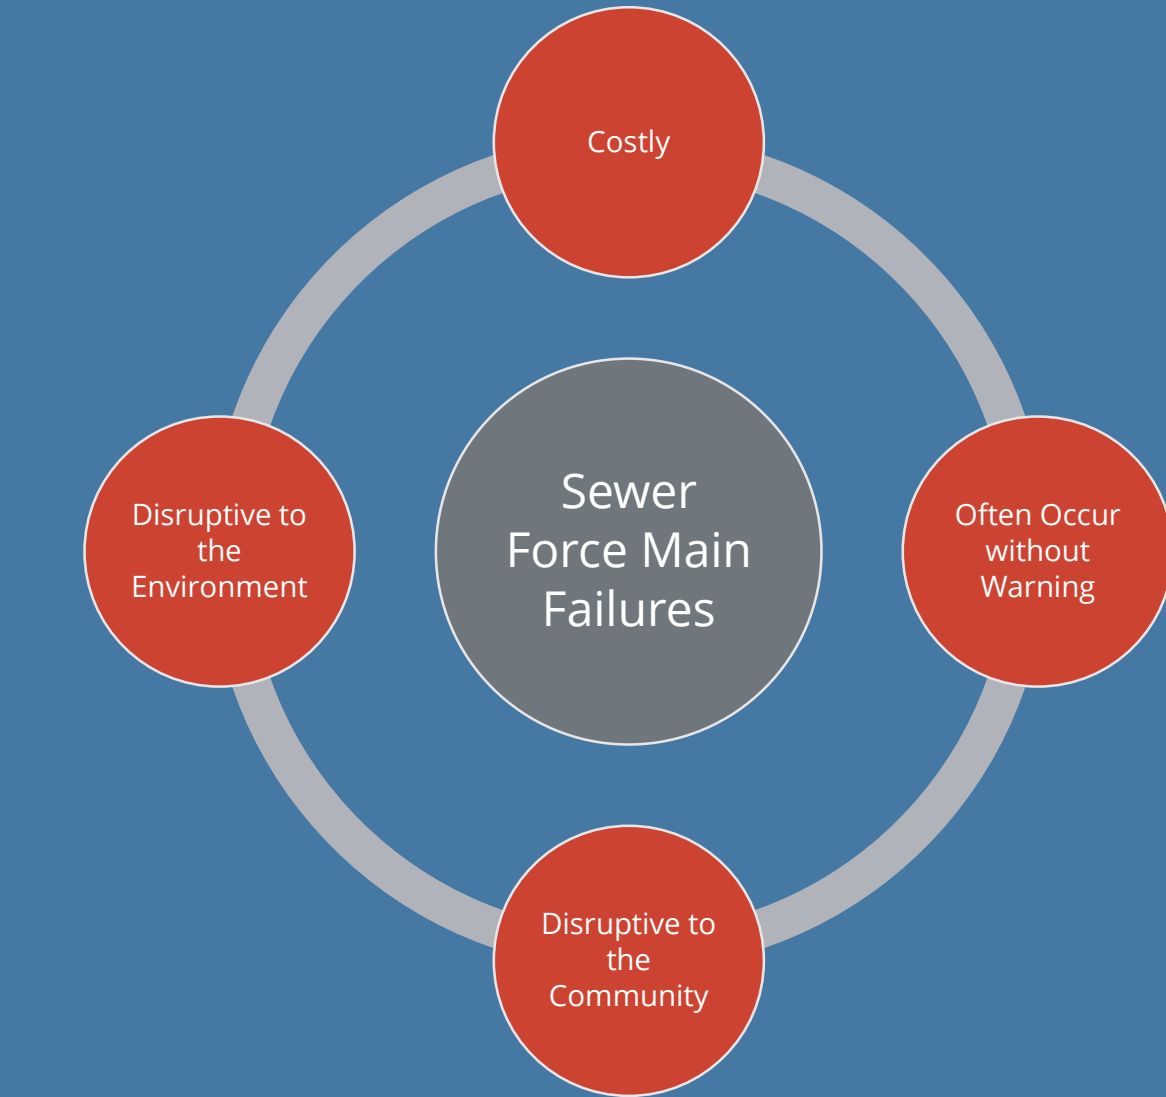 Costly
Disruptive to
the
Environment
Sewer
Force Main
Failures
Often Occur
without
Warning
Disruptive to
the
Community